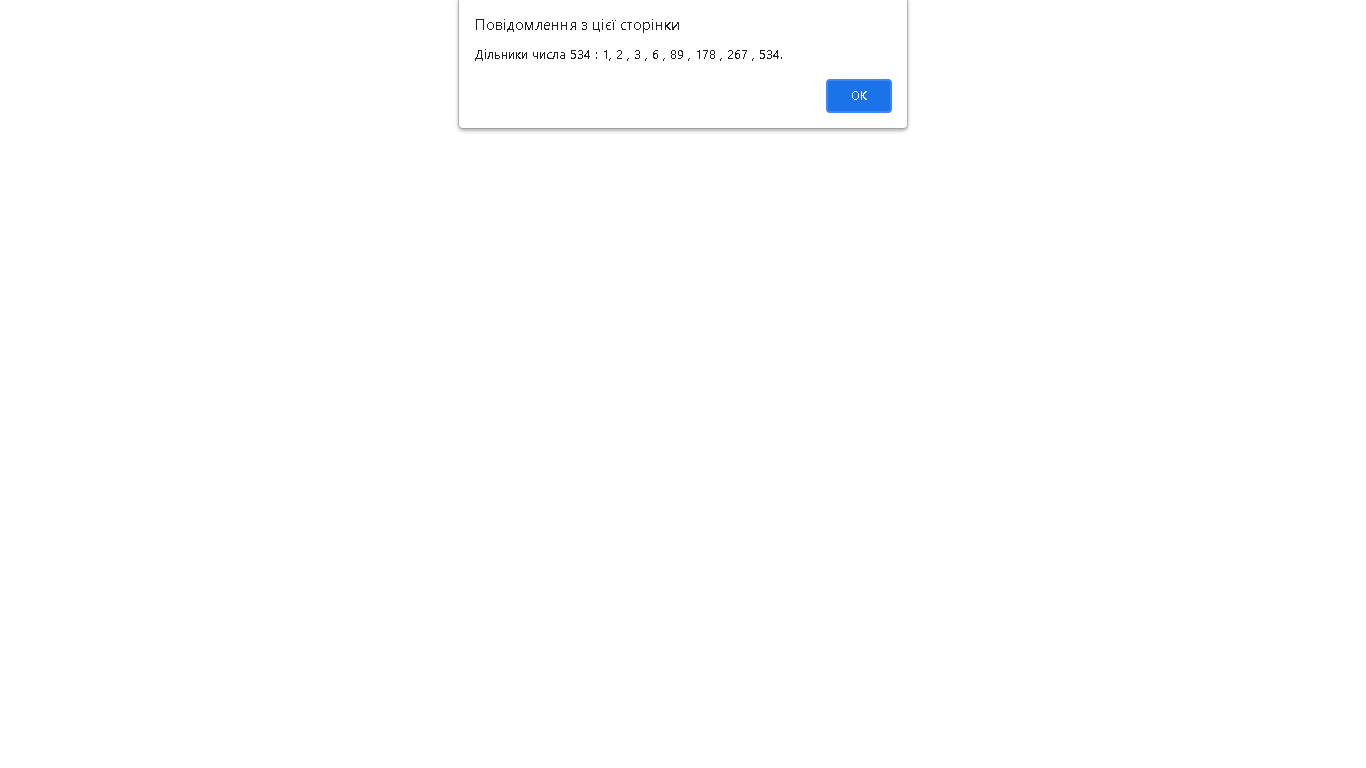 Повідомлення з цієї сторінки
Дільники числа 534 : 1, 2 , 3 , 6 , 89 , 178 , 267 , 534.
OK